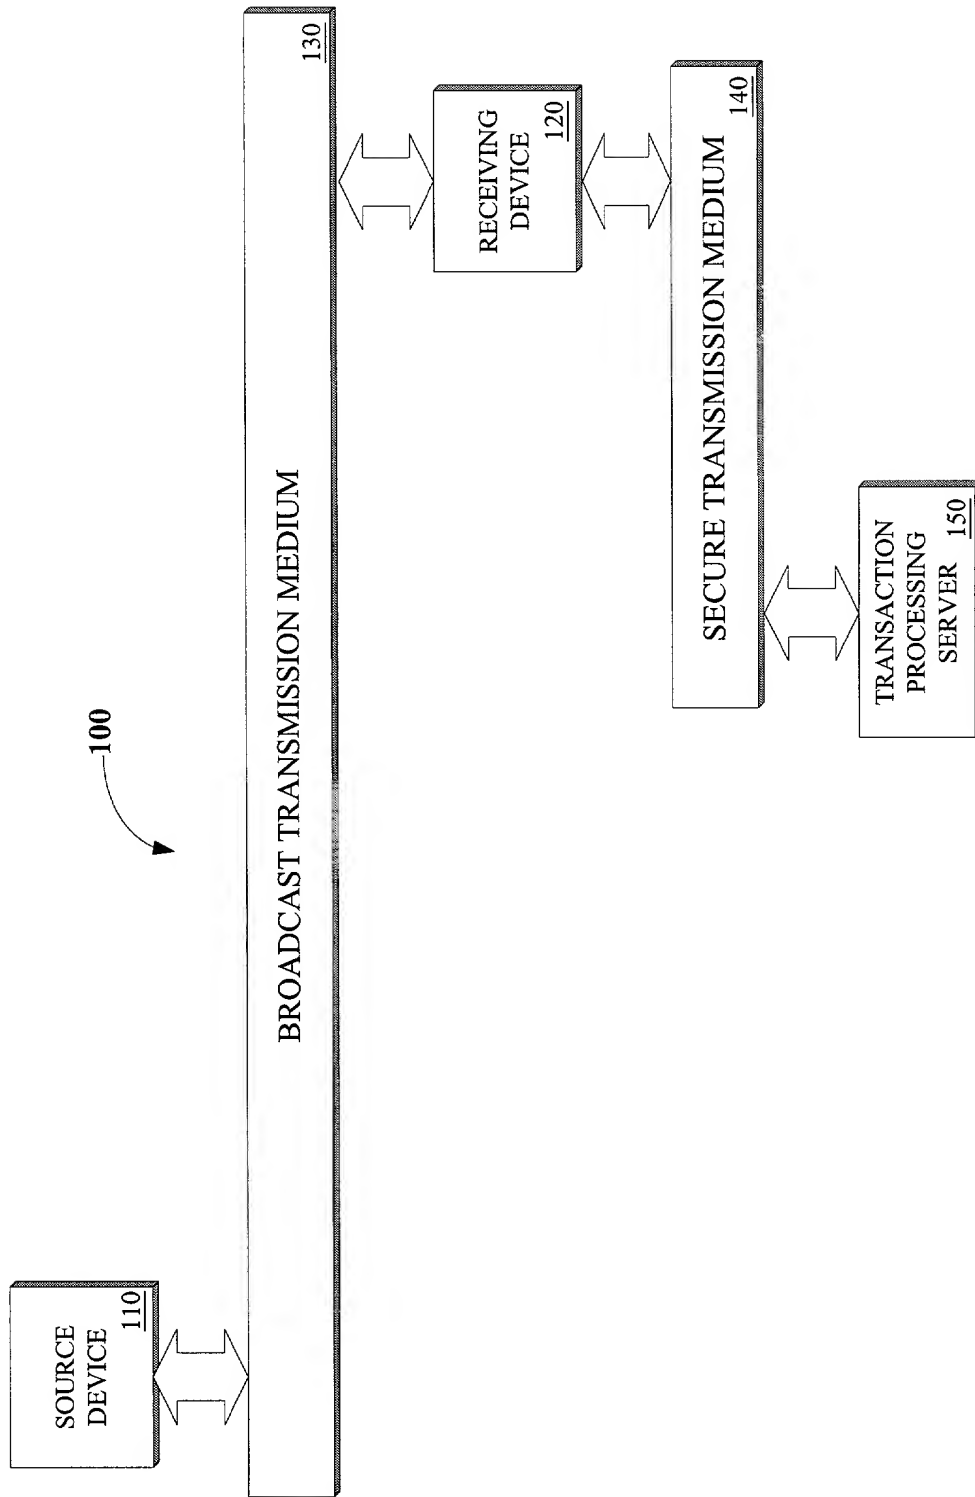 100
SOURCE
DEVICE
110
BROADCAST TRANSMISSION MEDIUM
130
RECEIVING
DEVICE
120
SECURE TRANSMISSION MEDIUM
140
TRANSACTION
PROCESSING
SERVER
150